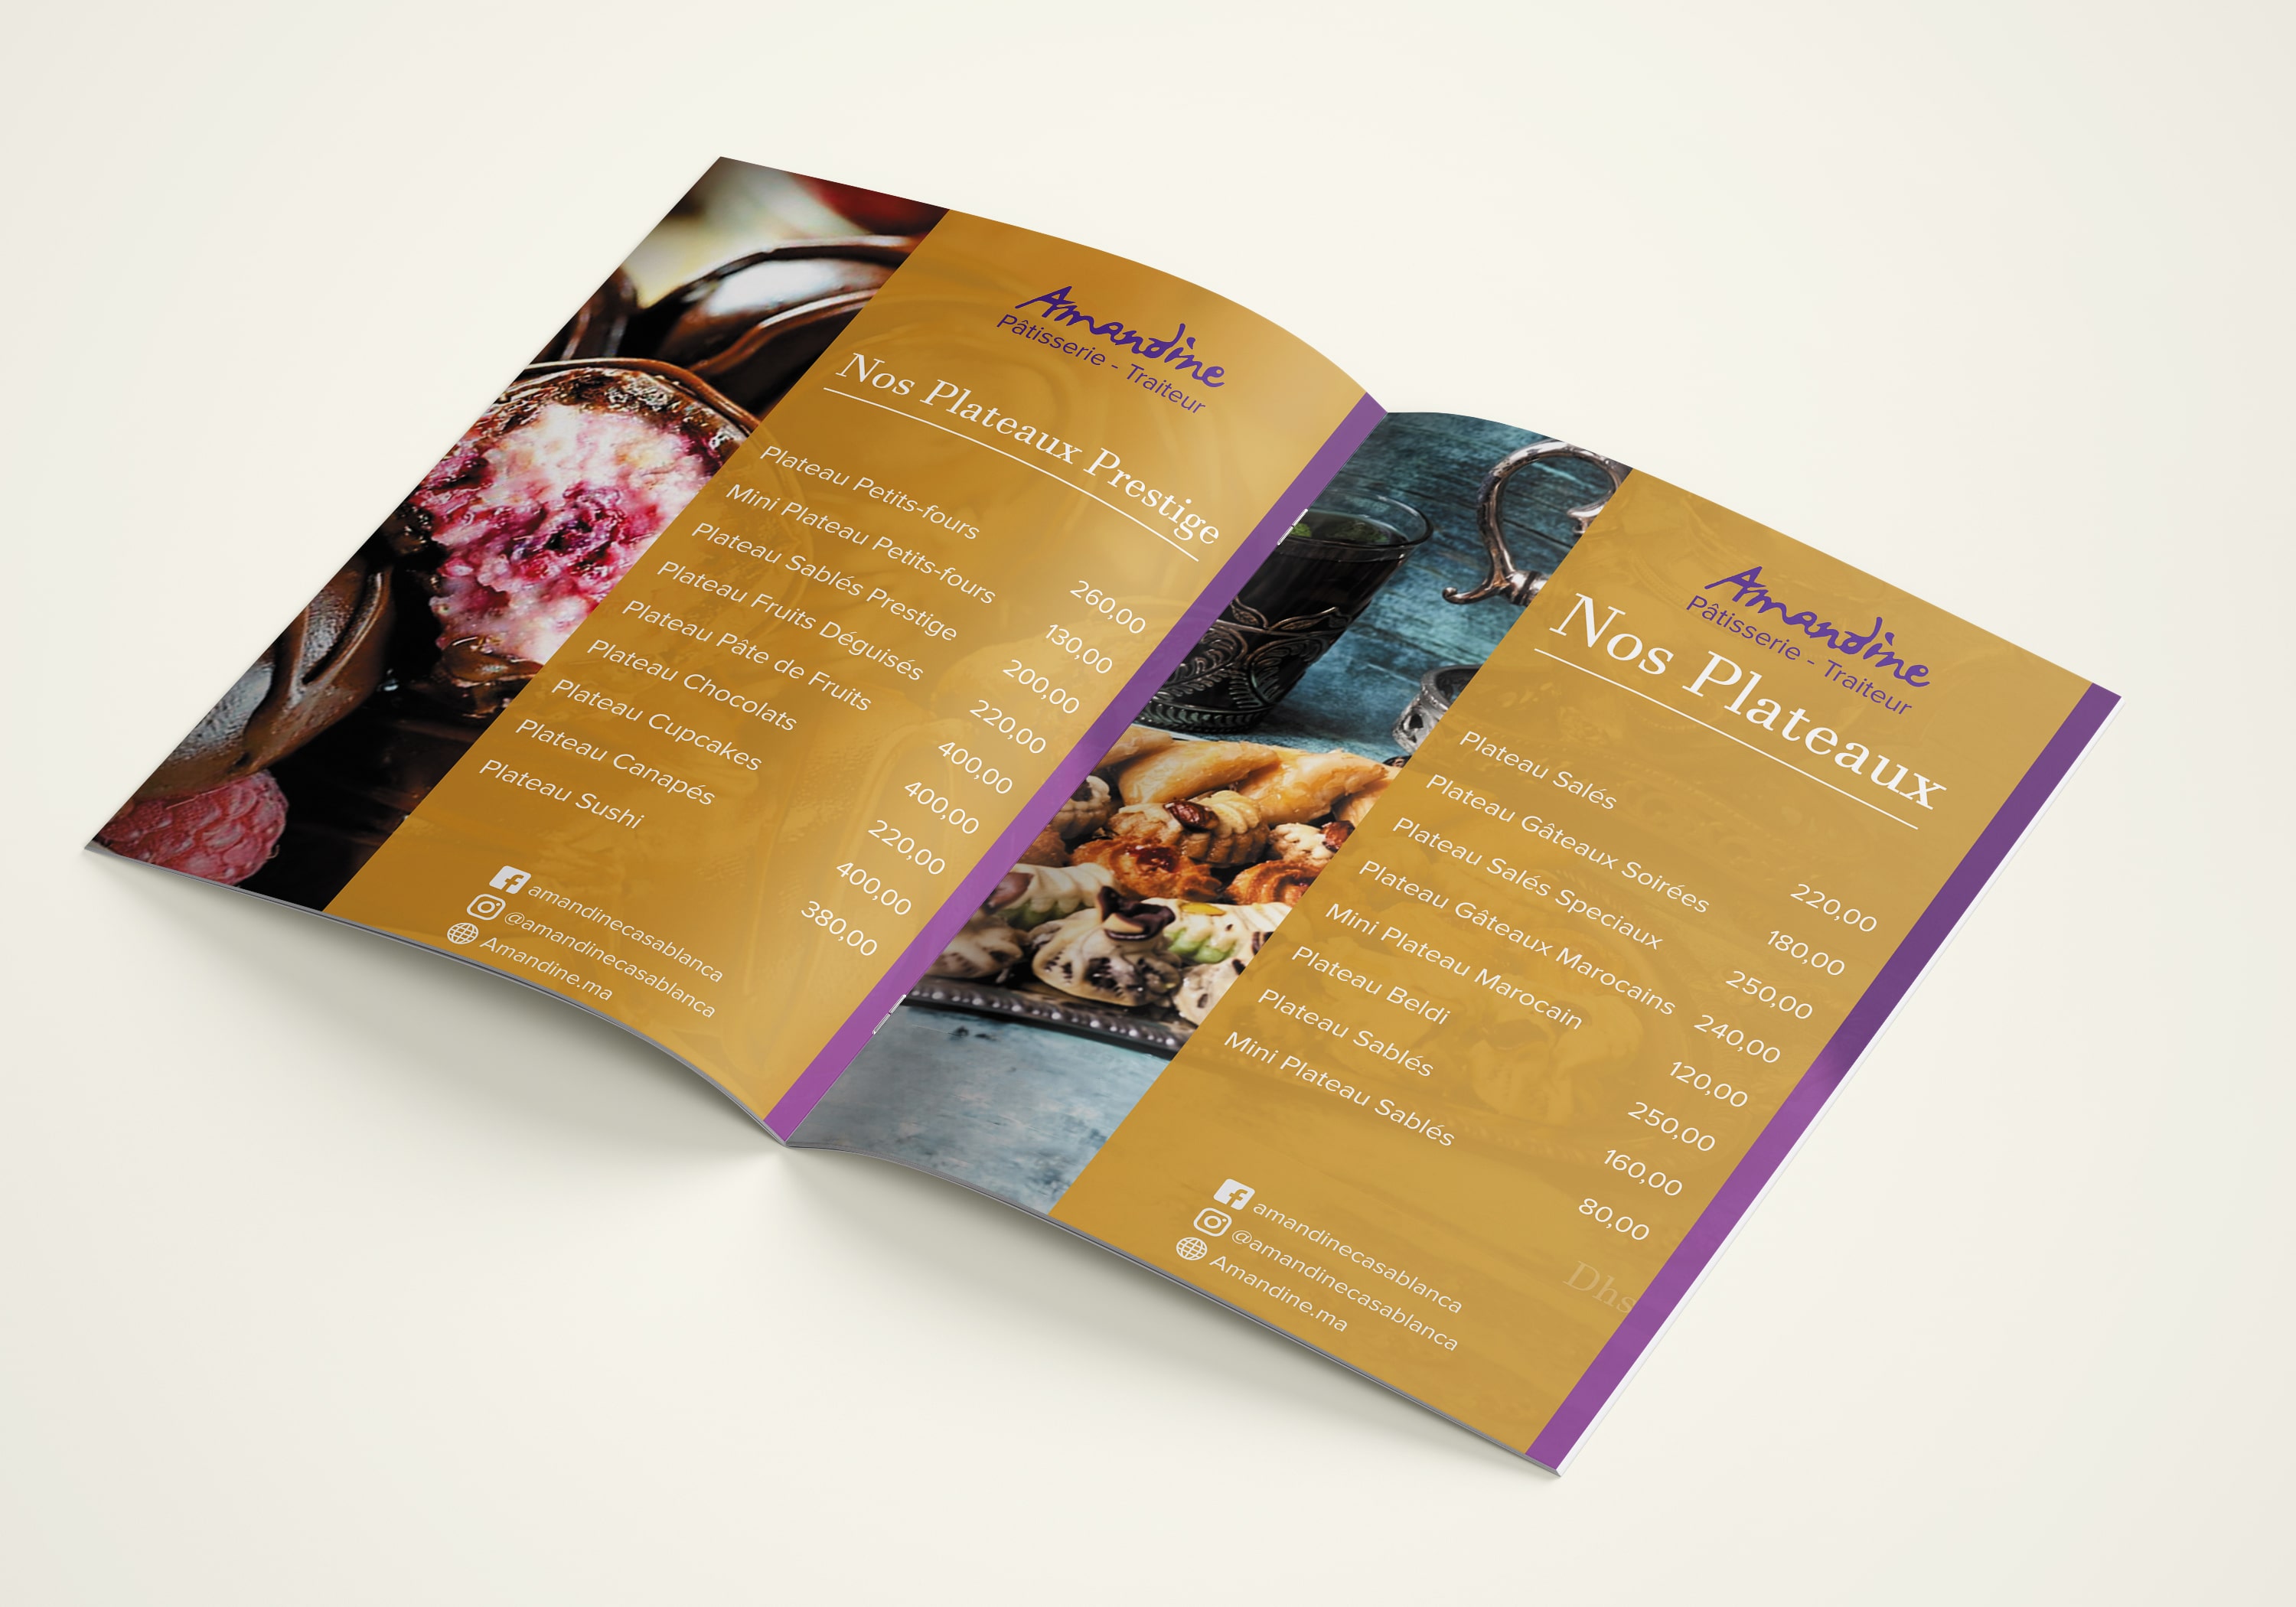 Amandine
Pâtisserie - Traiteur
Nos Plateaux Prestige
Plateau Petits-fours 260,00
Mini Plateau Petits-fours 130,00
Plateau Sablés Prestige 200,00
Plateau Fruits Déguisés 220,00
Plateau Pâte de Fruits 400,00
Plateau Chocolats 400,00
Plateau Cupcakes 220,00
Plateau Canapés 400,00
Plateau Sushi 380,00
amandinecasablanca
@amandinecasablanca
Amandine.ma
Amandine
Pâtisserie - Traiteur
Nos Plateaux
Plateau Salés 220,00
Plateau Gâteaux Soirées 180,00
Plateau Salés Speciaux 250,00
Plateau Gâteaux Marocains 240,00
Mini Plateau Marocain 120,00
Plateau Beldi 250,00
Plateau Sablés 160,00
Mini Plateau Sablés 80,00
Dhs
amandinecasablanca
@amandinecasablanca
Amandine.ma